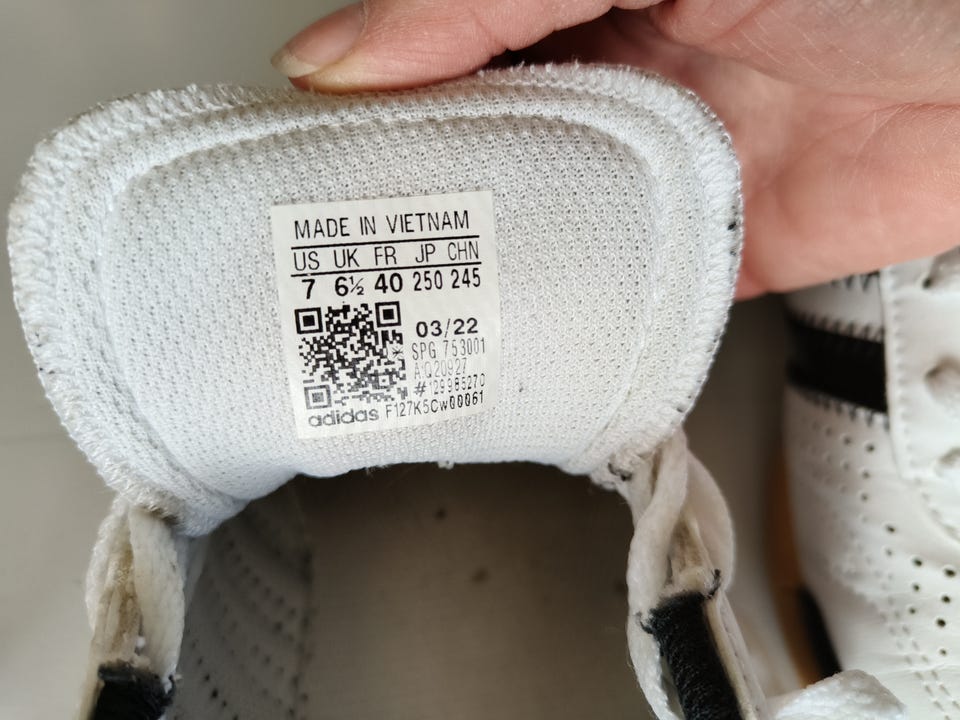 MADE IN VIETNAM
US UK FR JP CHN
7 6½ 40 250 245
03/22
SPG 753001
#129985270
adidas F127K5Cw00061